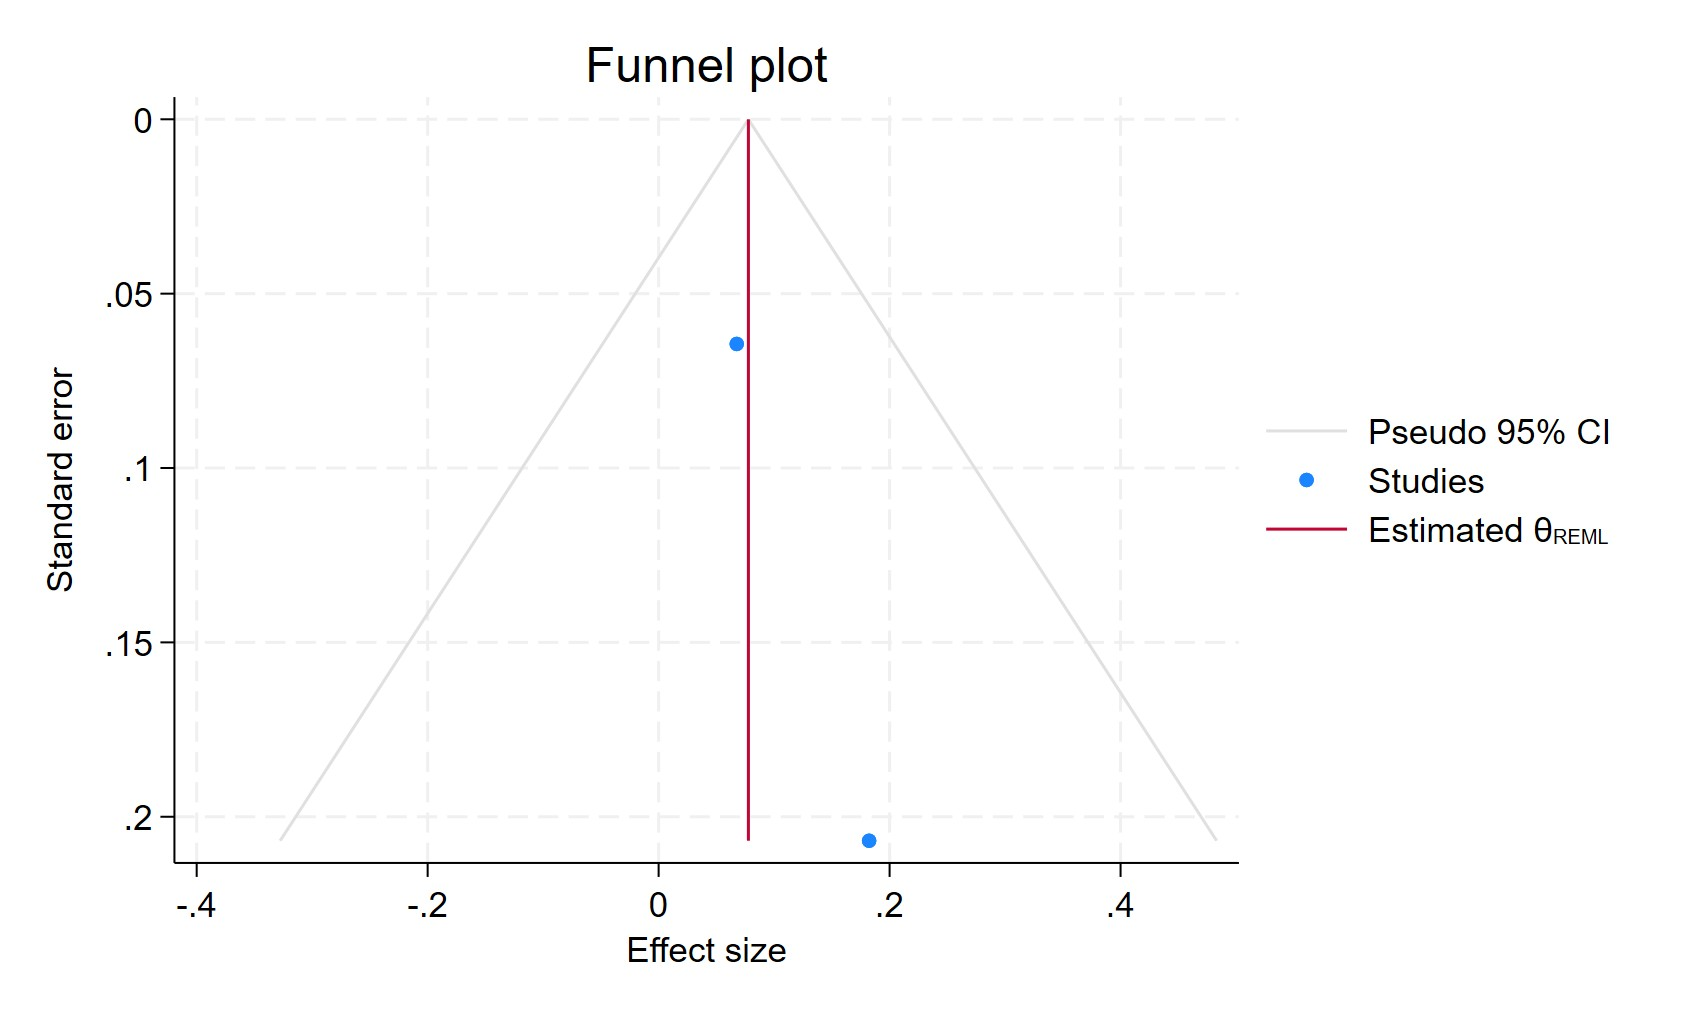 Funnel plot
0
.05
.1
.15
.2
Standard error
-.4
-.2
0
.2
.4
Effect size
Pseudo 95% CI
Studies
Estimated θREML